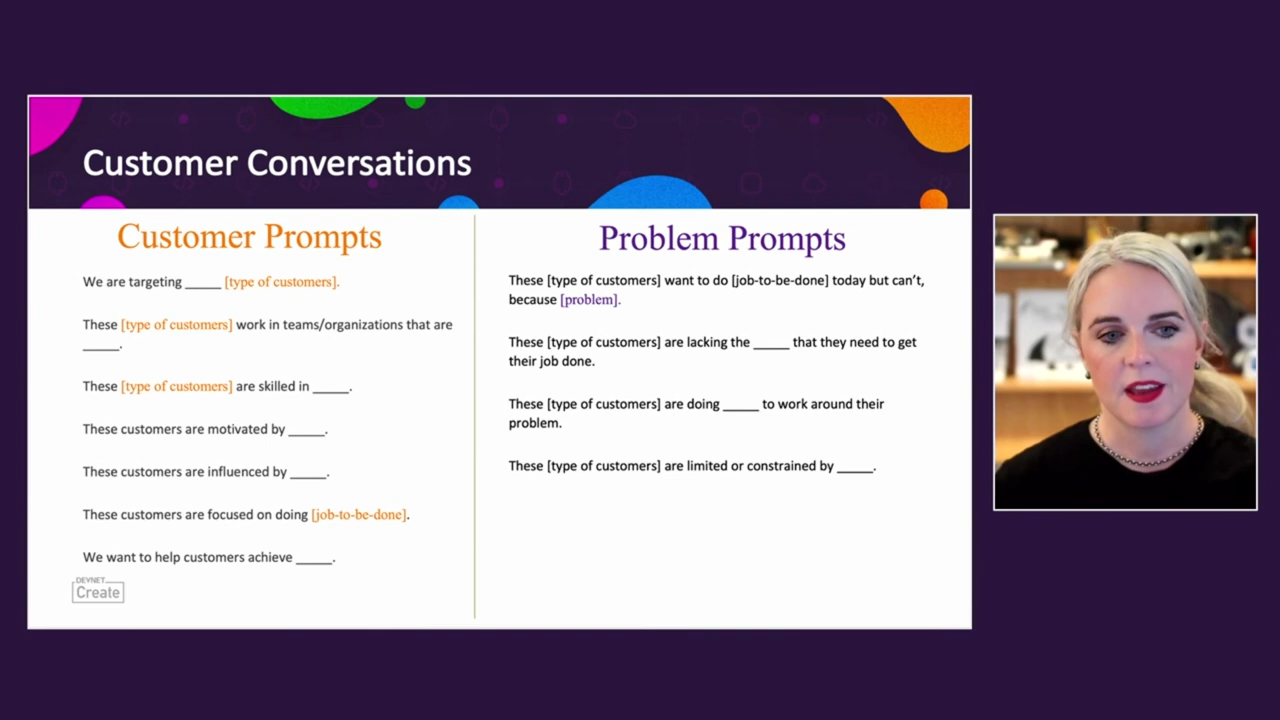 Customer Conversations
Customer Prompts
We are targeting _____ [type of customers].
These [type of customers] work in teams/organizations that are
_____.
These [type of customers] are skilled in _____.
These customers are motivated by _____.
These customers are influenced by _____.
These customers are focused on doing [job-to-be-done].
We want to help customers achieve _____.
DEVNET
Create
Problem Prompts
These [type of customers] want to do [job-to-be-done] today but can’t,
because [problem].
These [type of customers] are lacking the _____ that they need to get
their job done.
These [type of customers] are doing _____ to work around their
problem.
These [type of customers] are limited or constrained by _____.